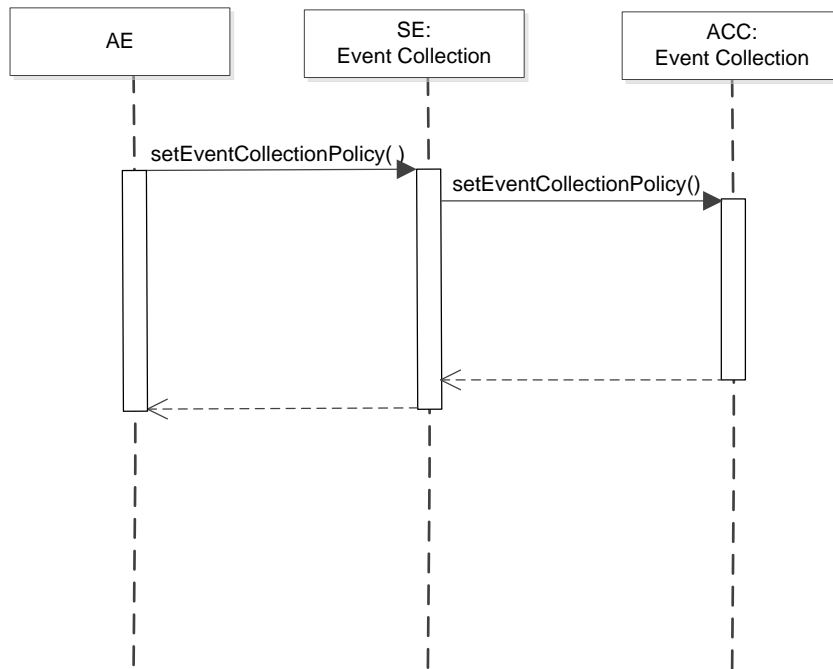 AE
SE:
Event Collection
ACC:
Event Collection
setEventCollectionPolicy( )
setEventCollectionPolicy()